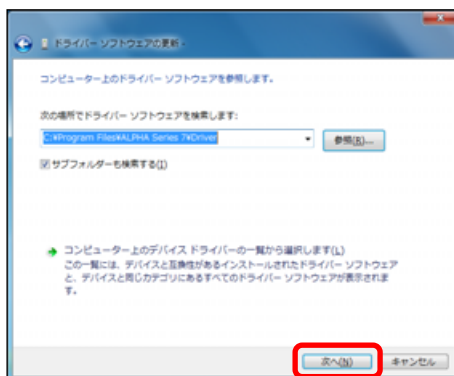 ドライバー ソフトウェアの更新 -
コンピューター上のドライバー ソフトウェアを参照します。
次の場所でドライバー ソフトウェアを検索します:
C:¥Program Files¥ALPHA Series 7¥Driver
参照(R)...
サブフォルダーも検索する(I)
コンピューター上のデバイス ドライバーの一覧から選択します(L)
この一覧には、デバイスと互換性があるインストールされたドライバー ソフトウェア
と、デバイスと同じカテゴリにあるすべてのドライバー ソフトウェアが表示されま
す。
次へ(N)
キャンセル